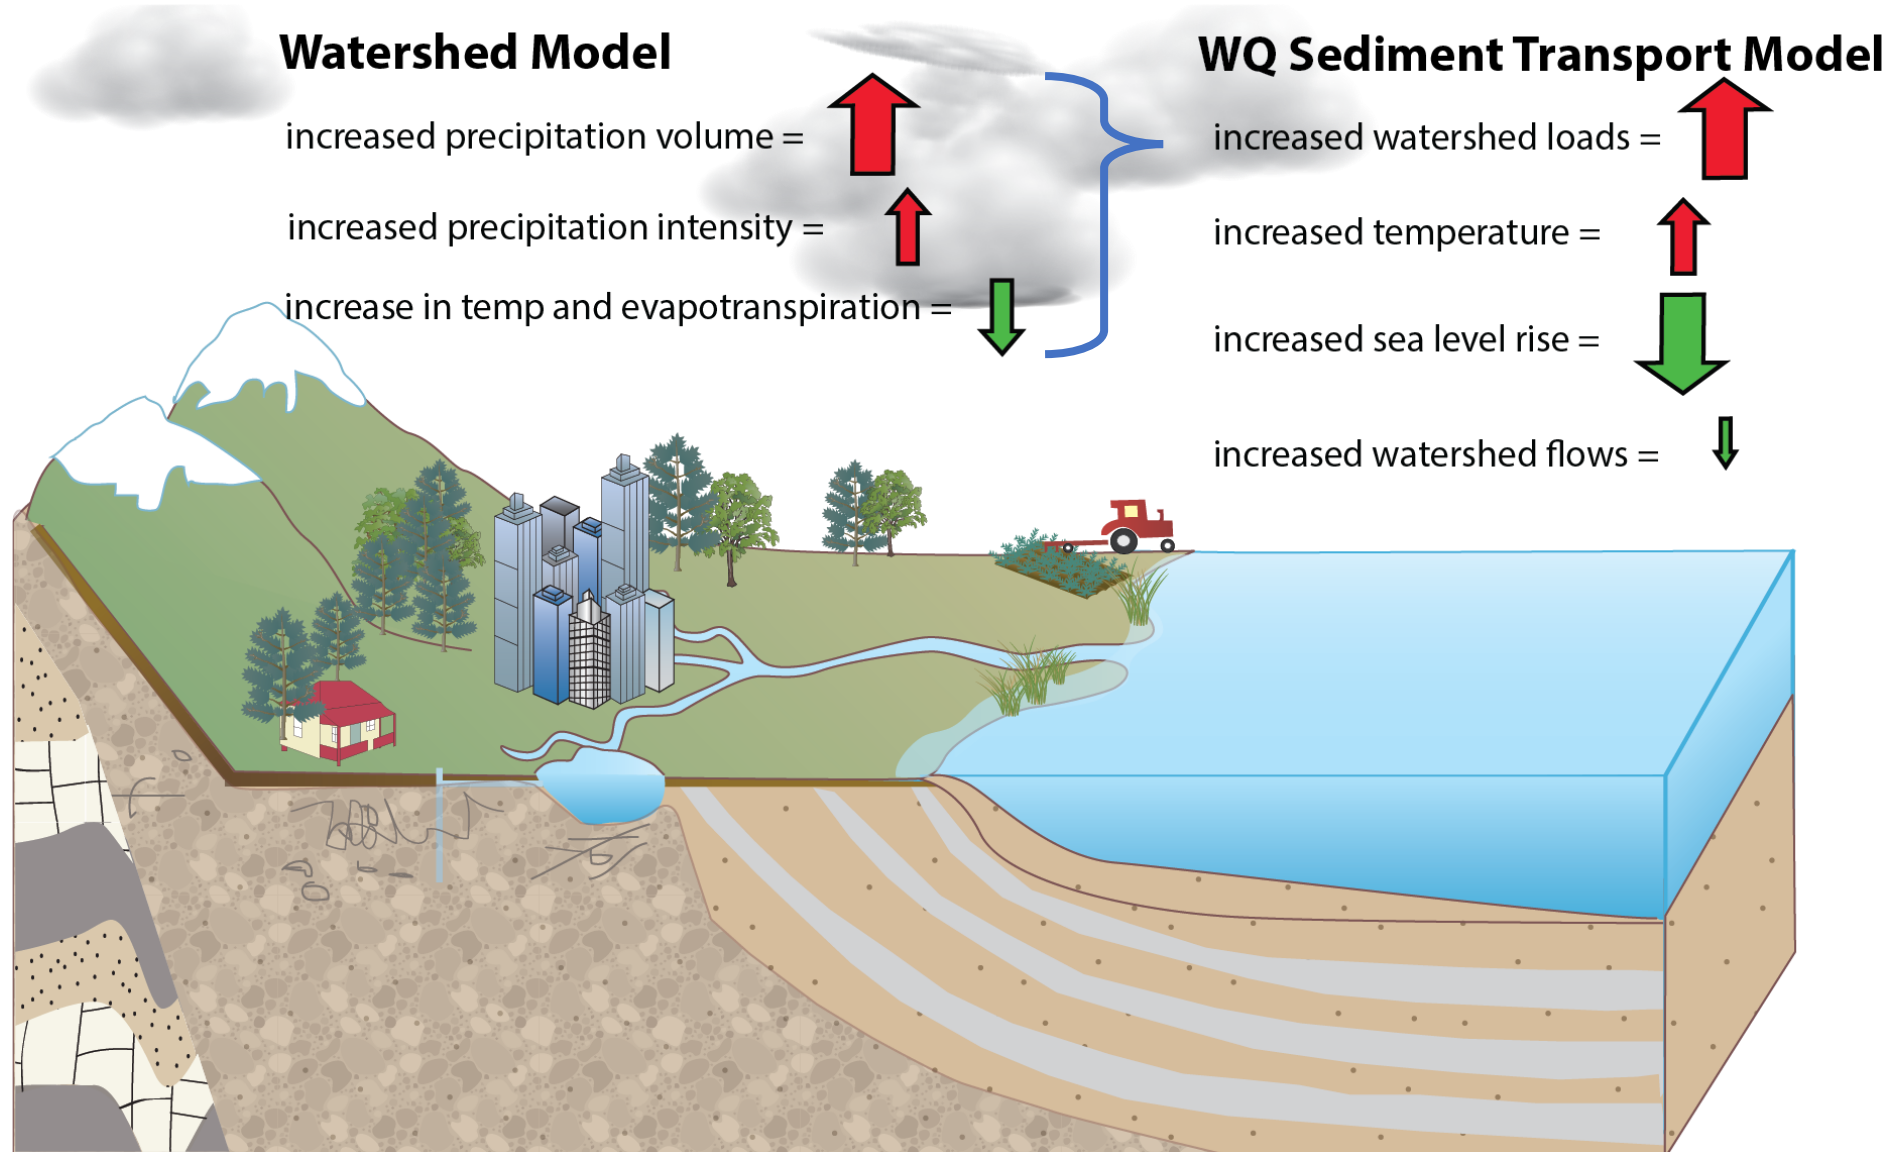 Watershed Model
increased precipitation volume =
increased precipitation intensity =
increase in temp and evapotranspiration =
WQ Sediment Transport Model
increased watershed loads =
increased temperature =
increased sea level rise =
increased watershed flows =